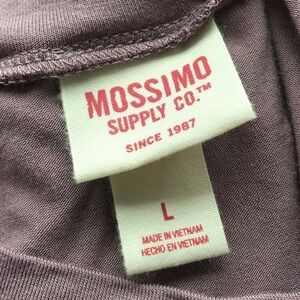 MOSSIMO
SUPPLY CO.™
SINCE 1987
L
MADE IN VIETNAM
HECHO EN VIETNAM